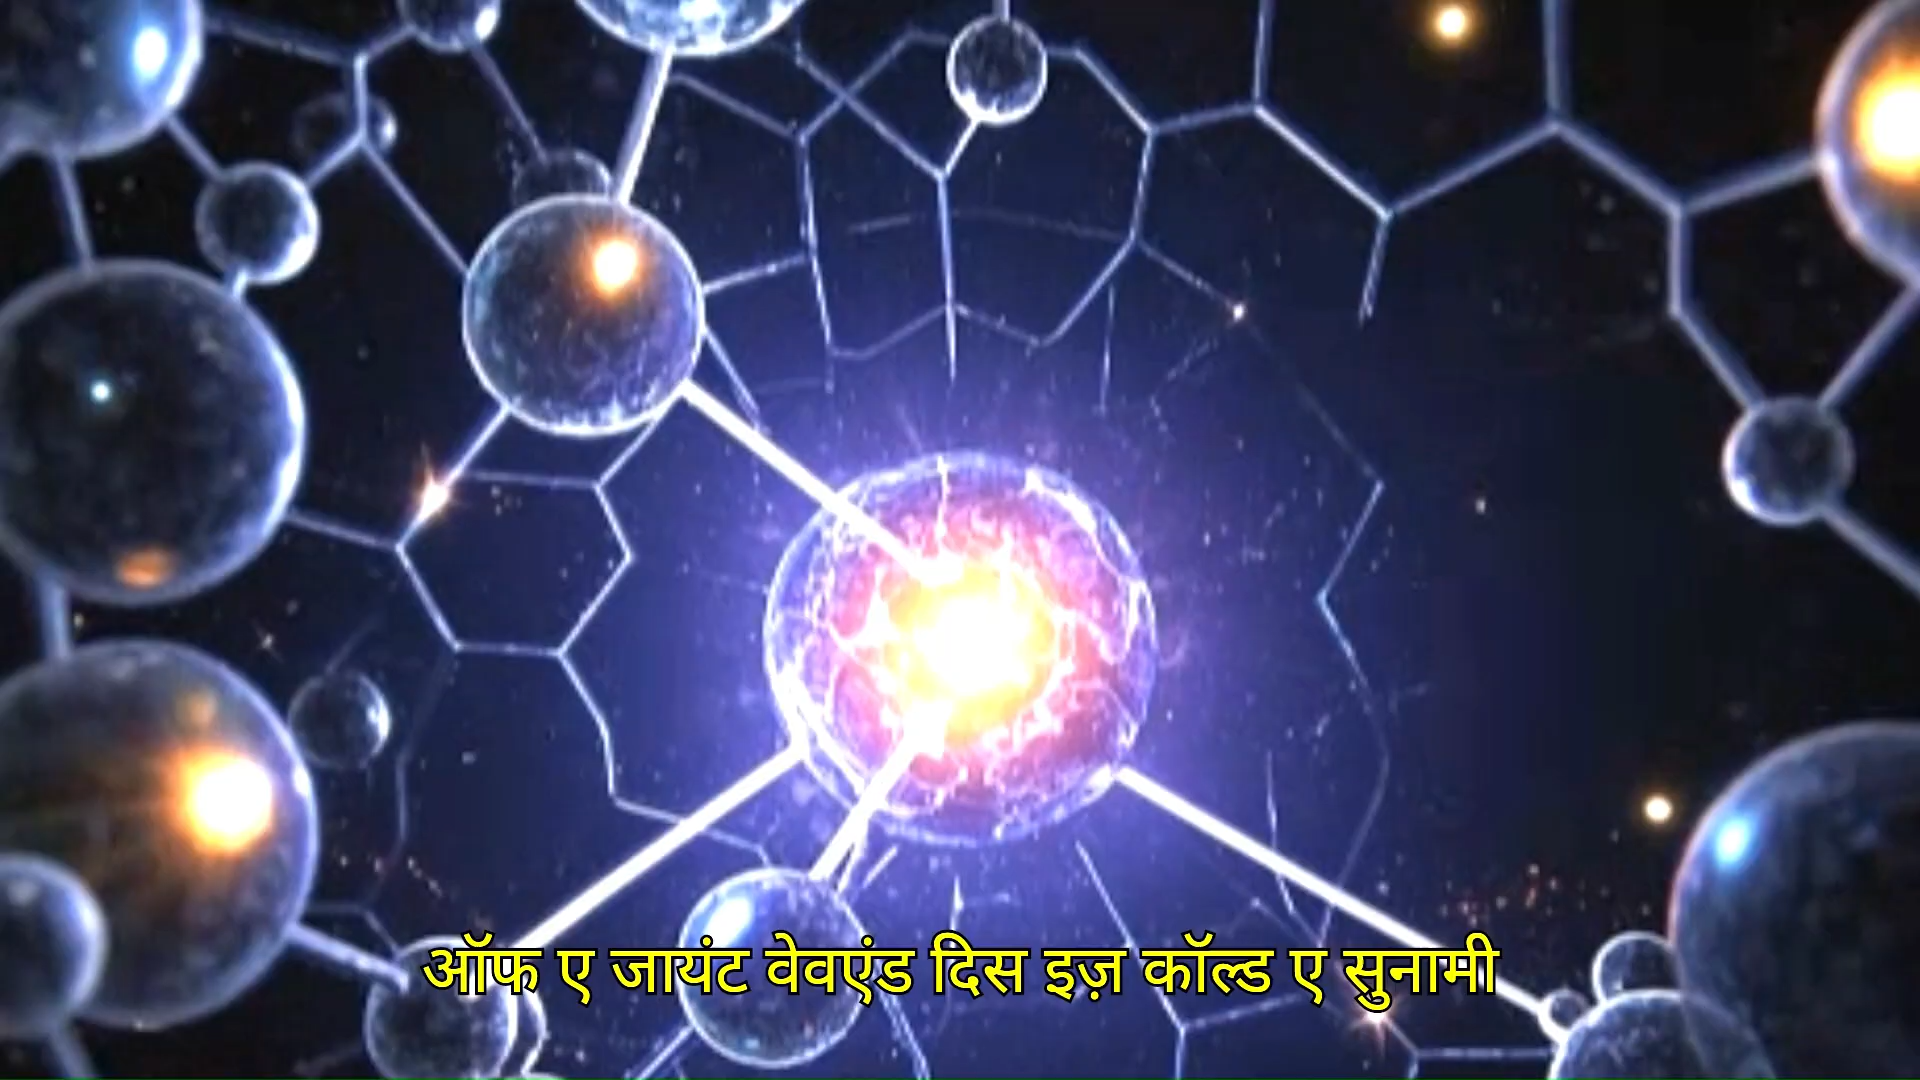 ऑफ ए जायंट वेवएंड दिस इज़ कॉल्ड ए सुनामी